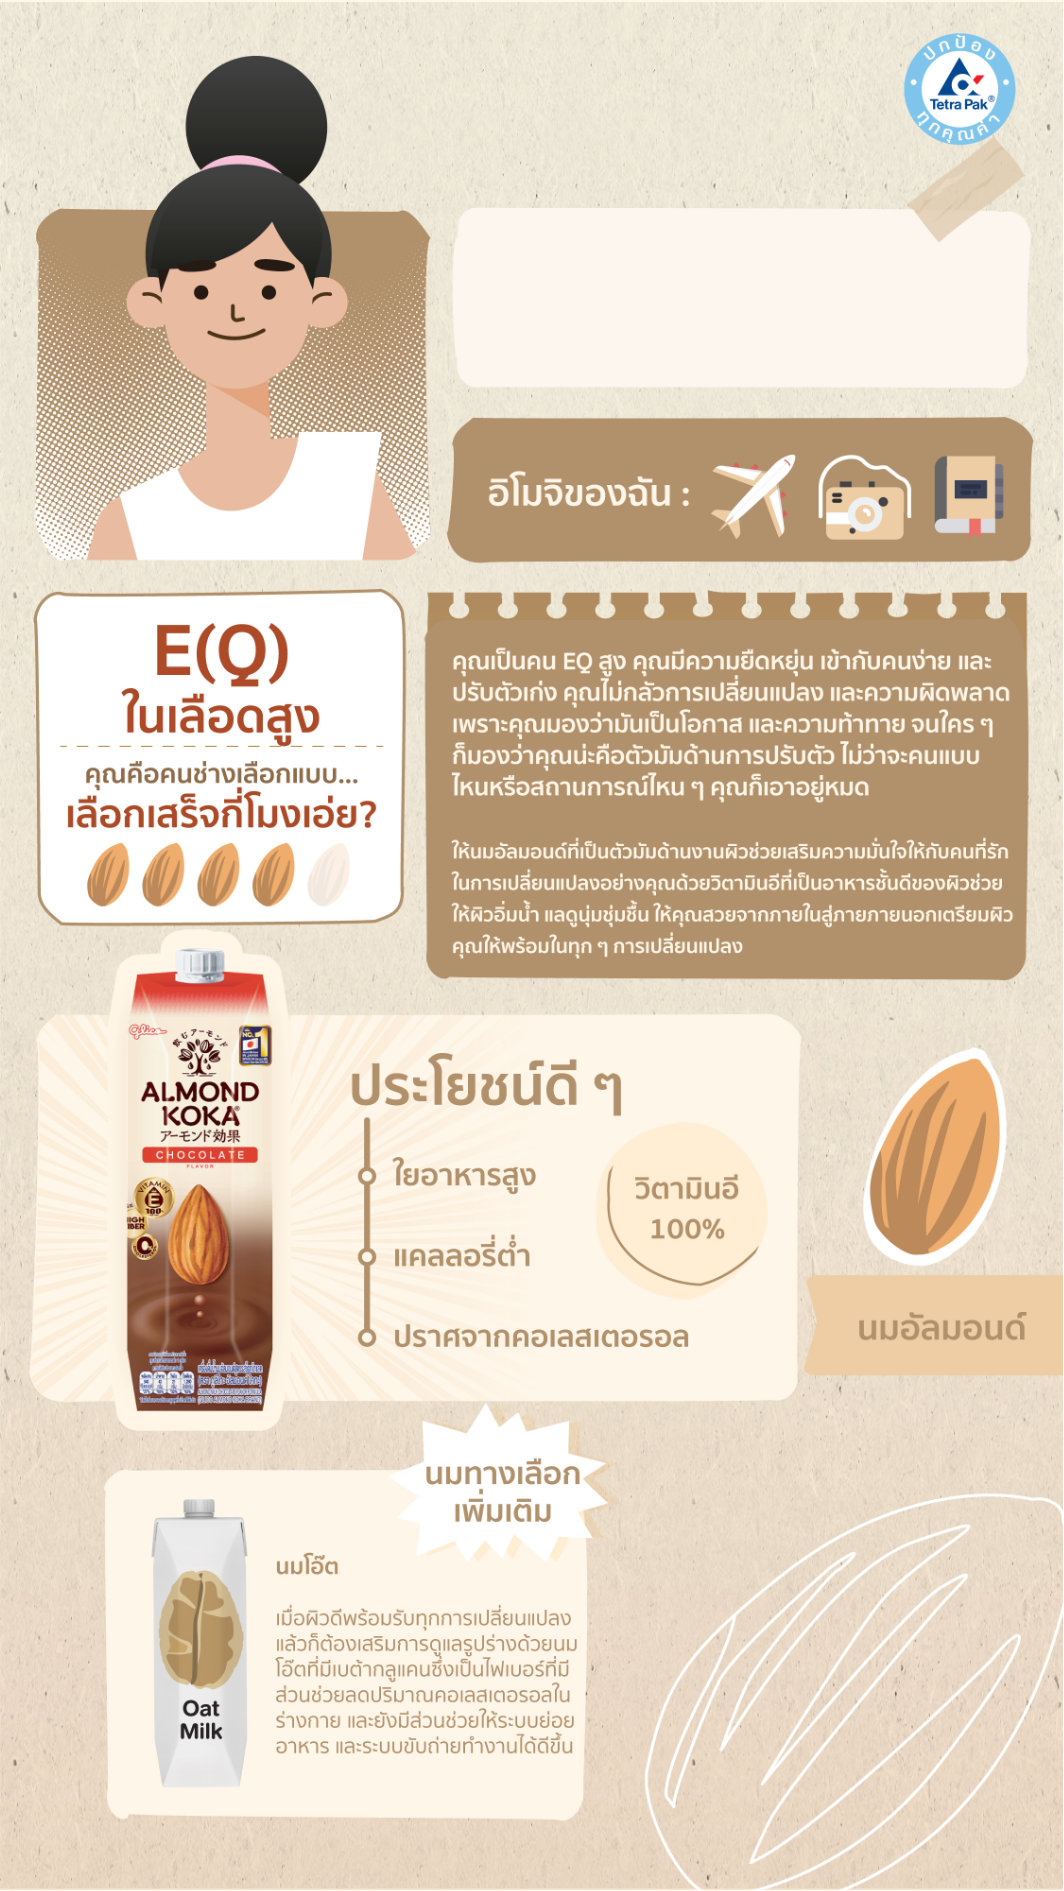 ปกป้อง
Tetra Pak®
ทุกคุณค่า
อิโมจิของฉัน :
E(Q)
ในเลือดสูง
คุณคือคนช่างเลือกแบบ...
เลือกเสร็จกี่โมงเอ่ย?
คุณเป็นคน EQ สูง คุณมีความยืดหยุ่น เข้ากับคนง่าย และ
ปรับตัวเก่ง คุณไม่กลัวการเปลี่ยนแปลง และความผิดพลาด
เพราะคุณมองว่ามันเป็นโอกาส และความท้าทาย จนใคร ๆ
ก็มองว่าคุณน่ะคือตัวมัมด้านการปรับตัว ไม่ว่าจะคนแบบ
ไหนหรือสถานการณ์ไหน ๆ คุณก็เอาอยู่หมด
ให้นมอัลมอนด์ที่เป็นตัวมัมด้านงานผิวช่วยเสริมความมั่นใจให้กับคนที่รัก
ในการเปลี่ยนแปลงอย่างคุณด้วยวิตามินอีที่เป็นอาหารชั้นดีของผิวช่วย
ให้ผิวอิ่มน้ำ แลดูนุ่มชุ่มชื้น ให้คุณสวยจากภายในสู่ภายภายนอกเตรียมผิว
คุณให้พร้อมในทุก ๆ การเปลี่ยนแปลง
Glico
飲むアーモンド
NO.1
ALMOND
KOKA
アーモンド効果
CHOCOLATE
FLAVOR
VITAMIN
E
100
HIGH
FIBER
ประโยชน์ดี ๆ
ใยอาหารสูง
แคลลอรี่ต่ำ
ปราศจากคอเลสเตอรอล
วิตามินอี
100%
นมอัลมอนด์
นมทางเลือก
เพิ่มเติม
Oat
Milk
นมโอ๊ต
เมื่อผิวดีพร้อมรับทุกการเปลี่ยนแปลง
แล้วก็ต้องเสริมการดูแลรูปร่างด้วยนม
โอ๊ตที่มีเบต้ากลูแคนซึ่งเป็นไฟเบอร์ที่มี
ส่วนช่วยลดปริมาณคอเลสเตอรอลใน
ร่างกาย และยังมีส่วนช่วยให้ระบบย่อย
อาหาร และระบบขับถ่ายทำงานได้ดีขึ้น